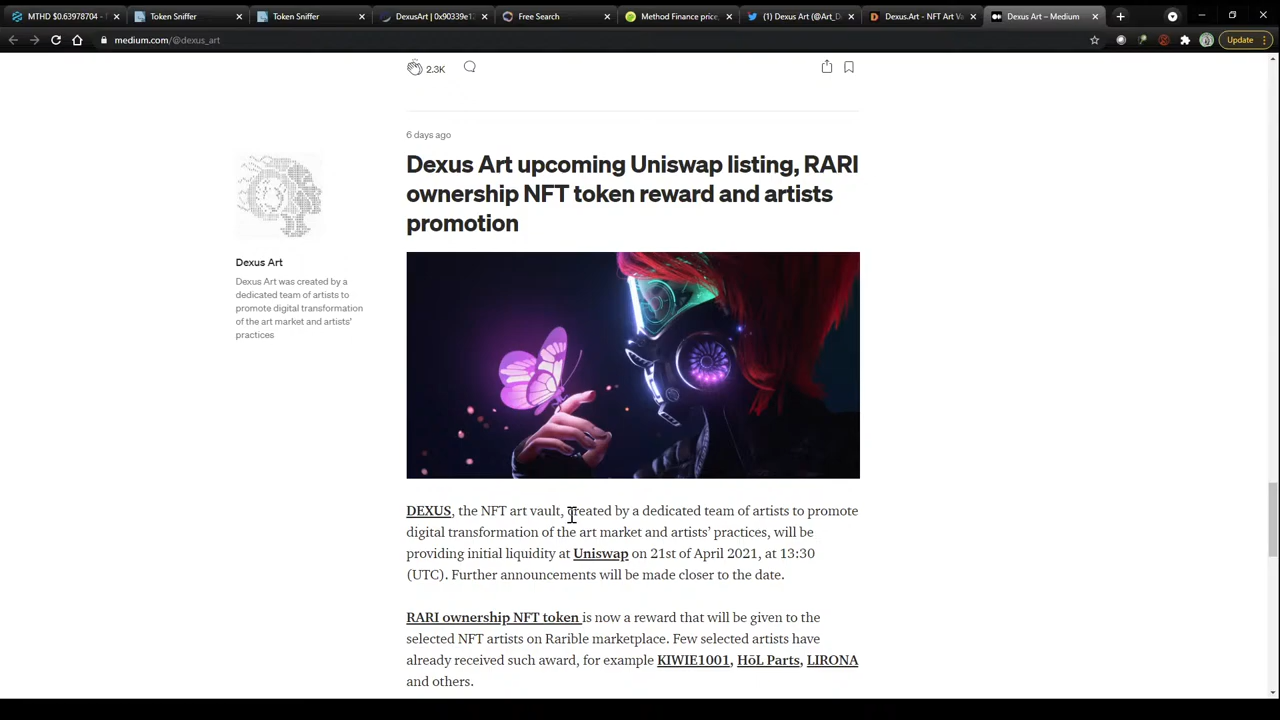 MTHD $0.63978704 -
Token Sniffer
Token Sniffer
DexusArt | 0x90339e1
Free Search
Method Finance price,
(1) Dexus Art (@Art_D
Dexus.Art - NFT Art Va
Dexus Art – Medium
medium.com/@dexus_art
Update
2.3K
6 days ago
Dexus Art upcoming Uniswap listing, RARI
ownership NFT token reward and artists
promotion
Dexus Art
Dexus Art was created by a
dedicated team of artists to
promote digital transformation
of the art market and artists'
practices
DEXUS, the NFT art vault, created by a dedicated team of artists to promote
digital transformation of the art market and artists' practices, will be
providing initial liquidity at Uniswap on 21st of April 2021, at 13:30
(UTC). Further announcements will be made closer to the date.
RARI ownership NFT token is now a reward that will be given to the
selected NFT artists on Rarible marketplace. Few selected artists have
already received such award, for example KIWIE1001, HōL Parts, LIRONA
and others.